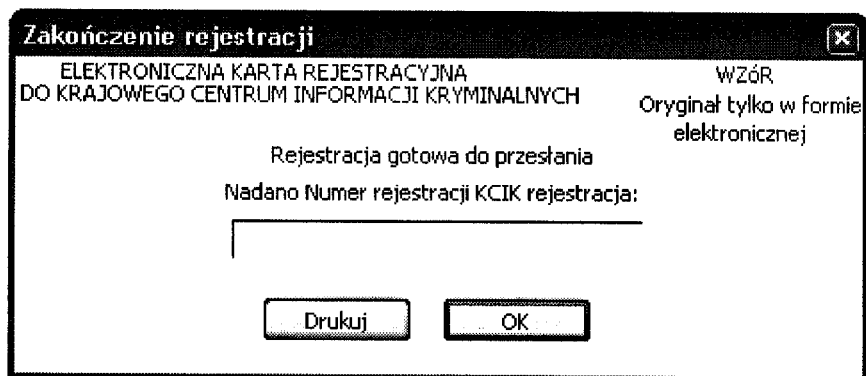 Zakończenie rejestracji
ELEKTRONICZNA KARTA REJESTRACYJNA
DO KRAJOWEGO CENTRUM INFORMACJI KRYMINALNYCH
WZóR
Oryginał tylko w formie
elektronicznej
Rejestracja gotowa do przesłania
Nadano Numer rejestracji KCIK rejestracja:
Drukuj
OK